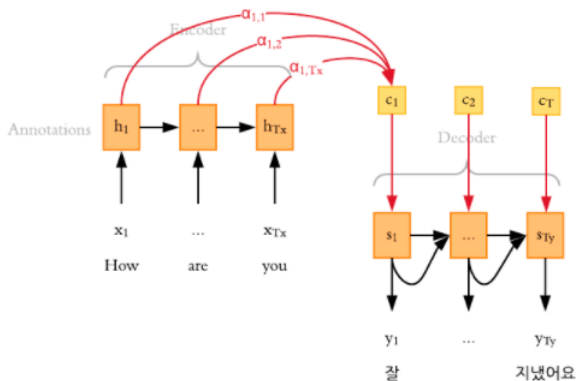 α1,1
Encoder
α1,2
α1,Tx
Annotations
h1 ... hTx
c1 c2 cT
Decoder
x1 ... xTx
How are you
s1 ... sTy
y1 ... yTy
잘 지냈어요